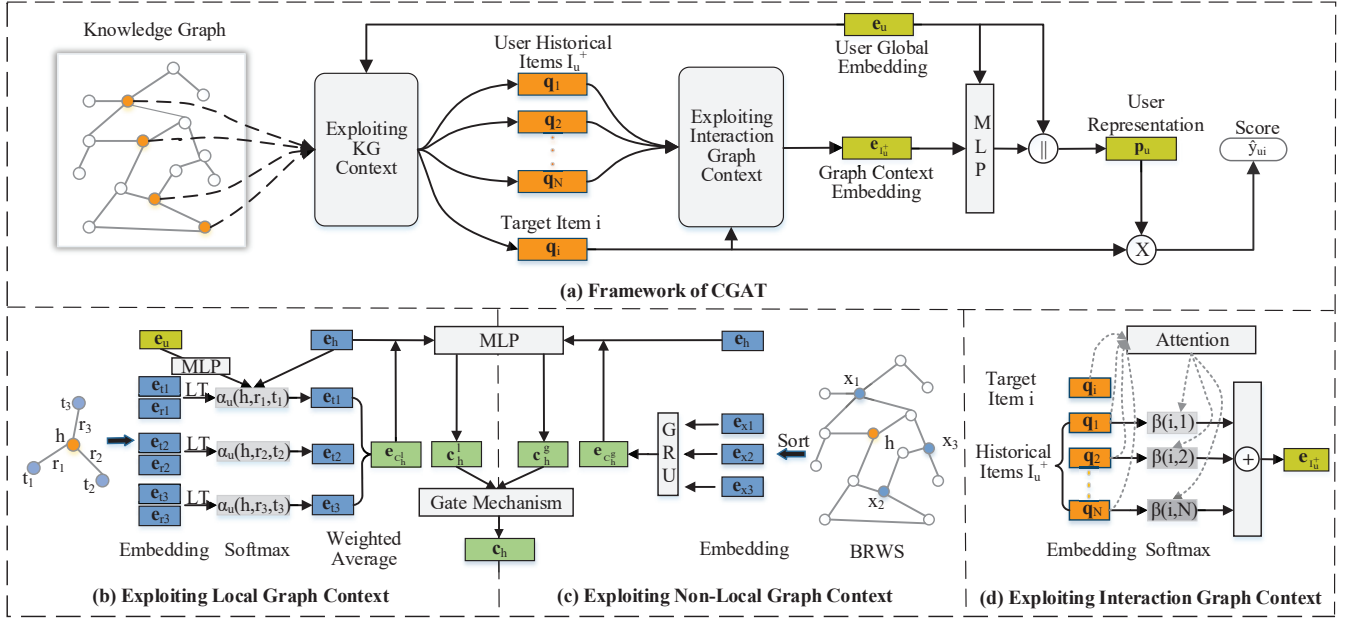 Knowledge Graph
Exploiting
KG
Context
User Historical
Items I_u^+
q_1
q_2
q_N
Target Item i
q_i
Exploiting
Interaction
Graph
Context
e_u
User Global
Embedding
e_{I_u^+}
Graph Context
Embedding
M
L
P
||
User
Representation
p_u
X
Score
ŷ_ui
(a) Framework of CGAT
e_u
MLP
e_h
MLP
e_h
e_t1
e_r1
LT
α_u(h,r_1,t_1)
e_t1
t_3
r_3
h
r_1
r_2
t_1
t_2
e_t2
e_r2
LT
α_u(h,r_2,t_2)
e_t2
e_t3
e_r3
LT
α_u(h,r_3,t_3)
e_t3
e_{c_h^l}
c_h^l
c_h^g
e_{c_h^g}
Gate Mechanism
c_h
Embedding
Softmax
Weighted
Average
(b) Exploiting Local Graph Context
G
R
U
e_x1
e_x2
e_x3
Sort
x_1
h
x_3
x_2
Embedding
BRWS
(c) Exploiting Non-Local Graph Context
Attention
Target
Item i
q_i
Historical
Items I_u^+
q_1
β(i,1)
q_2
β(i,2)
q_N
β(i,N)
+
e_{I_u^+}
Embedding
Softmax
(d) Exploiting Interaction Graph Context